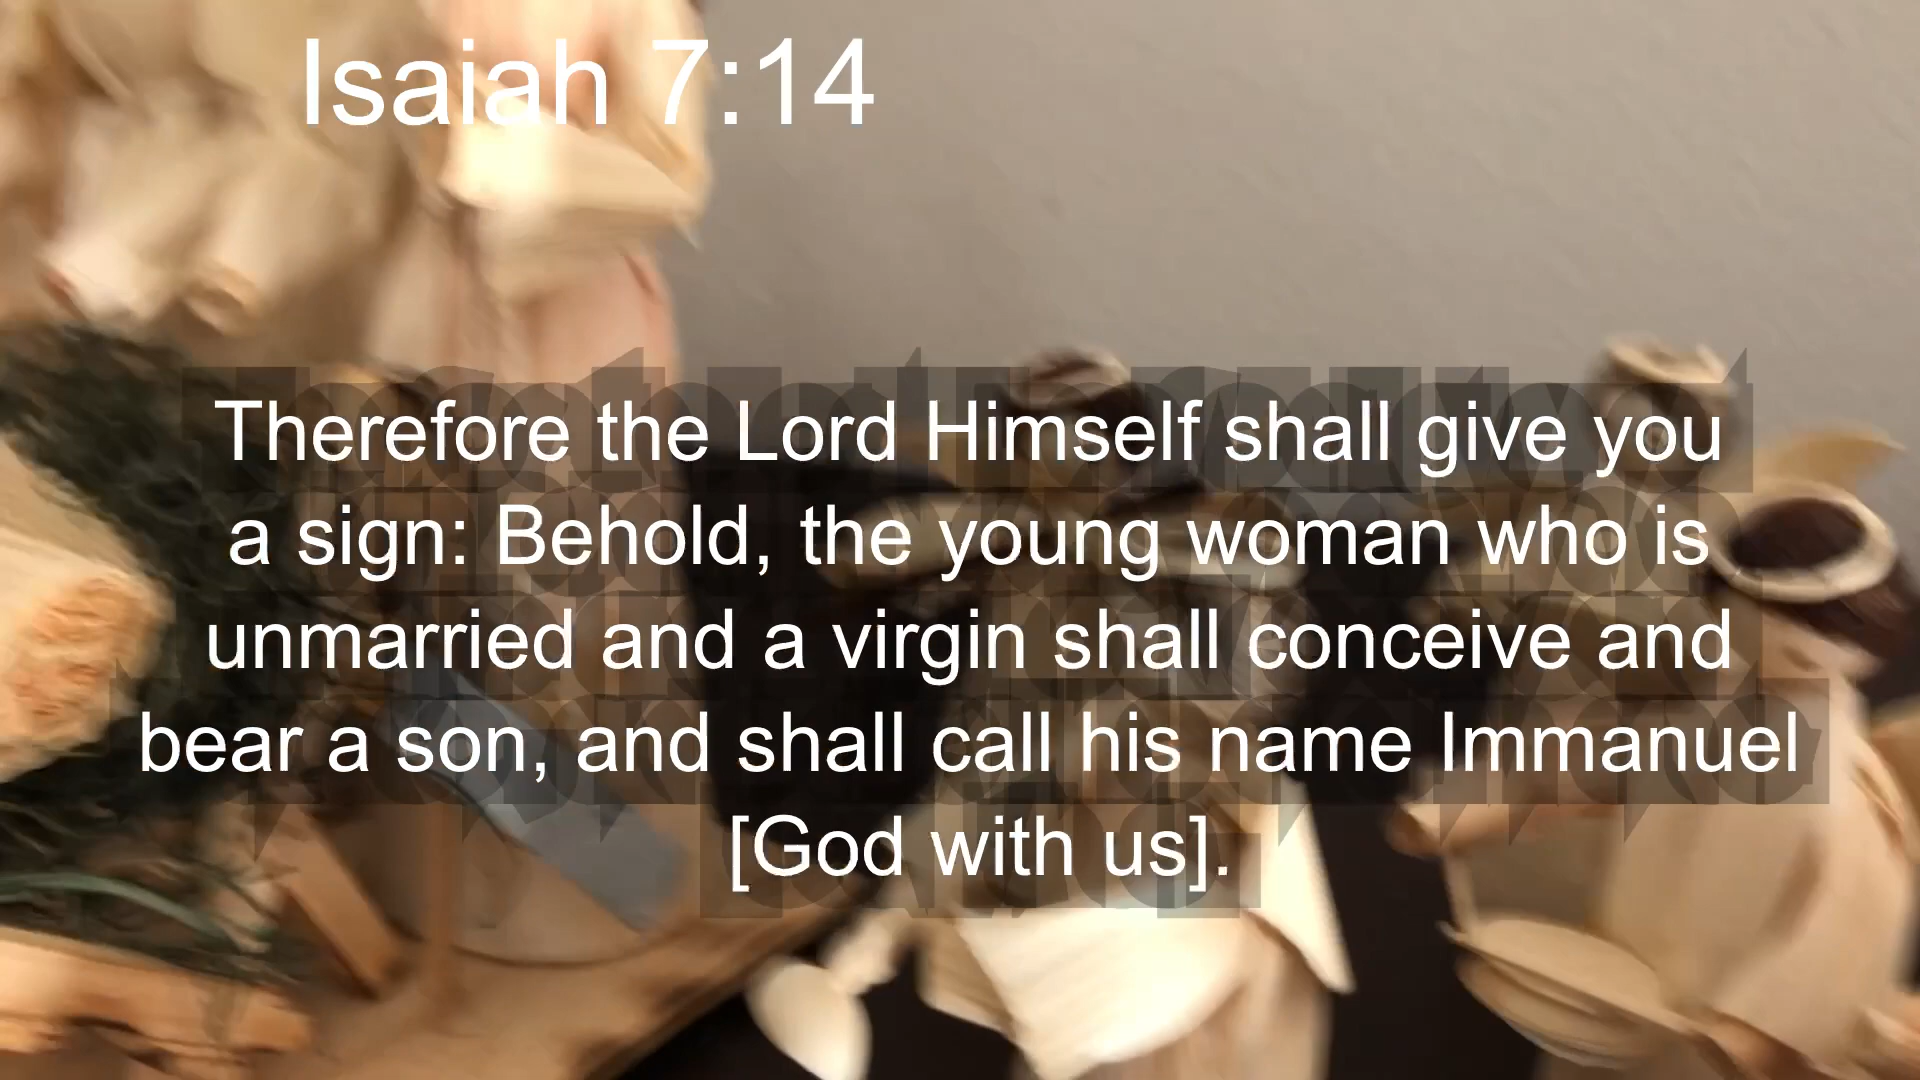 Isaiah 7:14
Therefore the Lord Himself shall give you
a sign: Behold, the young woman who is
unmarried and a virgin shall conceive and
bear a son, and shall call his name Immanuel
[God with us].